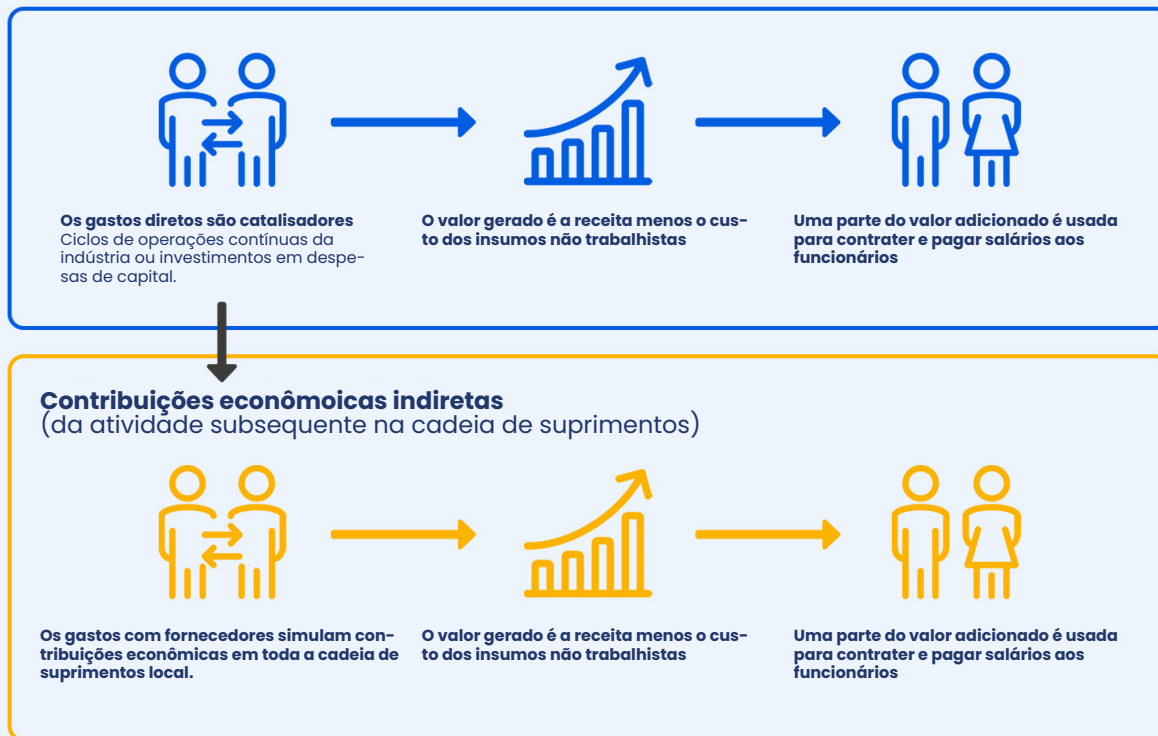 Os gastos diretos são catalisadores
Ciclos de operações contínuas da
indústria ou investimentos em despe-
sas de capital.
O valor gerado é a receita menos o cus-
to dos insumos não trabalhistas
Uma parte do valor adicionado é usada
para contrater e pagar salários aos
funcionários
Contribuições econômoicas indiretas
(da atividade subsequente na cadeia de suprimentos)
Os gastos com fornecedores simulam con-
tribuições econômicas em toda a cadeia de
suprimentos local.
O valor gerado é a receita menos o cus-
to dos insumos não trabalhistas
Uma parte do valor adicionado é usada
para contrater e pagar salários aos
funcionários